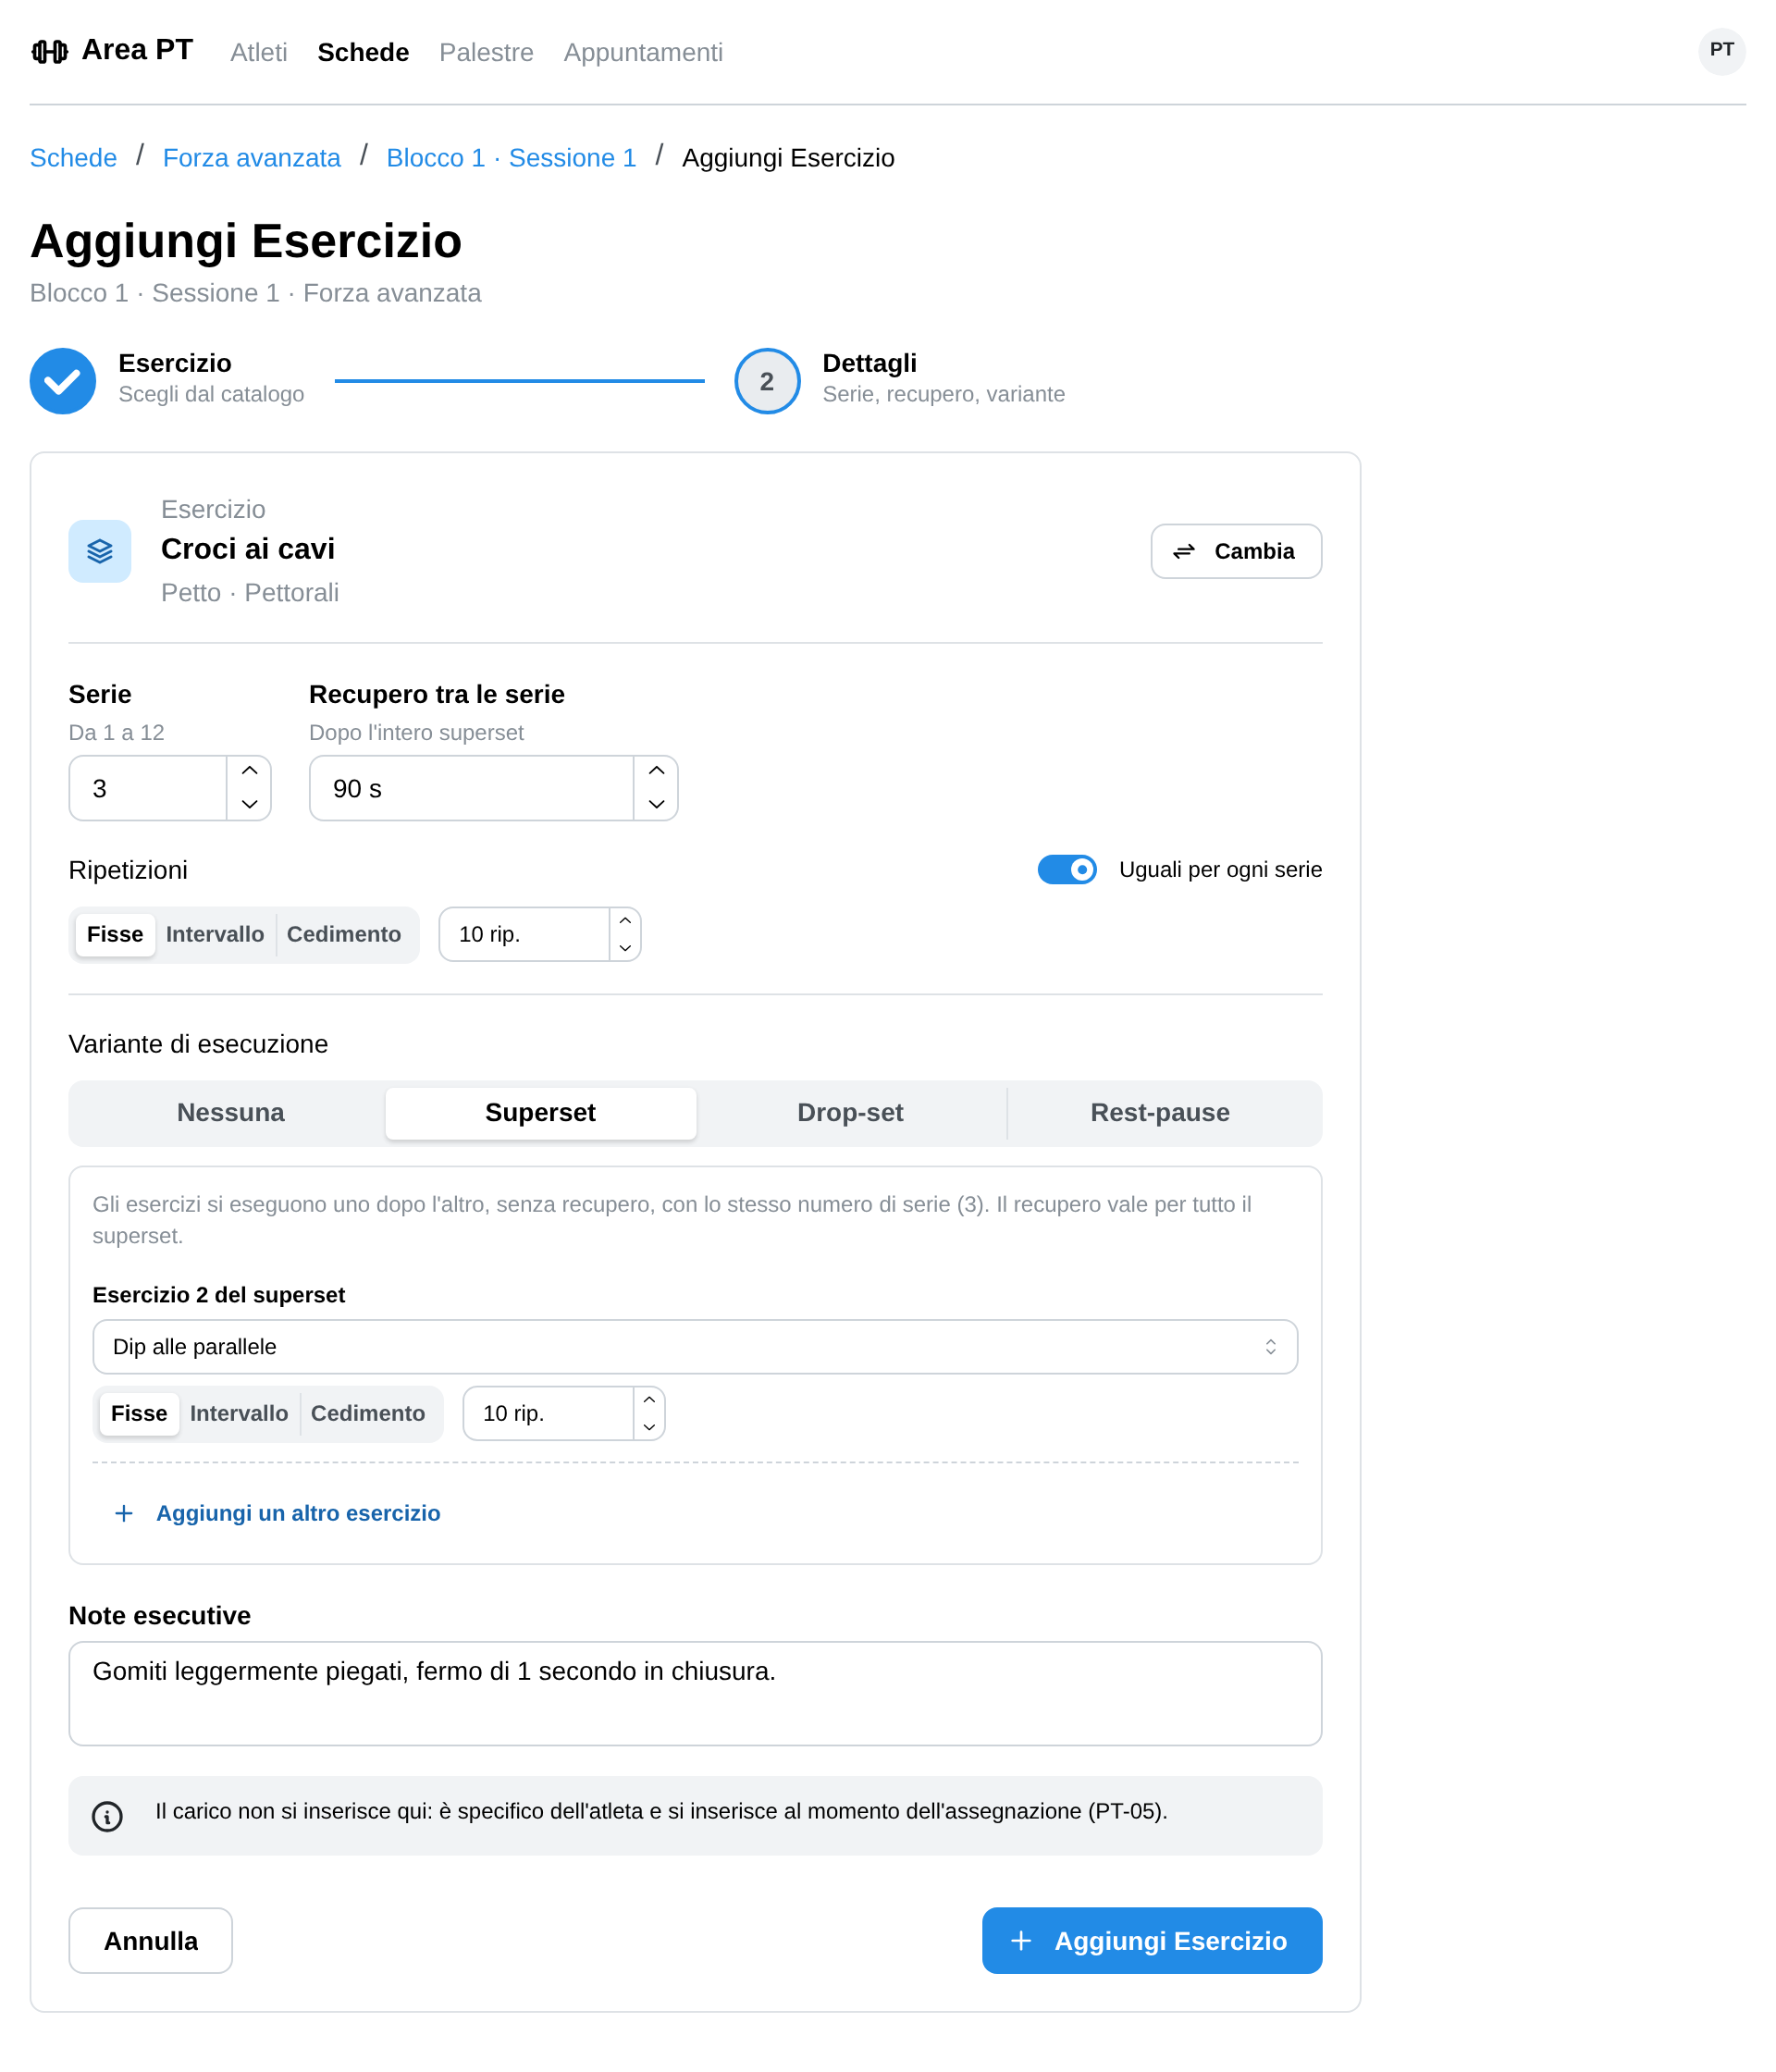 Area PT Atleti Schede Palestre Appuntamenti PT
Schede / Forza avanzata / Blocco 1 · Sessione 1 / Aggiungi Esercizio
Aggiungi Esercizio
Blocco 1 · Sessione 1 · Forza avanzata
Esercizio
Scegli dal catalogo
2
Dettagli
Serie, recupero, variante
Esercizio
Croci ai cavi
Petto · Pettorali
Cambia
Serie
Da 1 a 12
3
Recupero tra le serie
Dopo l'intero superset
90 s
Ripetizioni
Uguali per ogni serie
Fisse Intervallo Cedimento
10 rip.
Variante di esecuzione
Nessuna Superset Drop-set Rest-pause
Gli esercizi si eseguono uno dopo l'altro, senza recupero, con lo stesso numero di serie (3). Il recupero vale per tutto il
superset.
Esercizio 2 del superset
Dip alle parallele
Fisse Intervallo Cedimento
10 rip.
Aggiungi un altro esercizio
Note esecutive
Gomiti leggermente piegati, fermo di 1 secondo in chiusura.
Il carico non si inserisce qui: è specifico dell'atleta e si inserisce al momento dell'assegnazione (PT-05).
Annulla
Aggiungi Esercizio